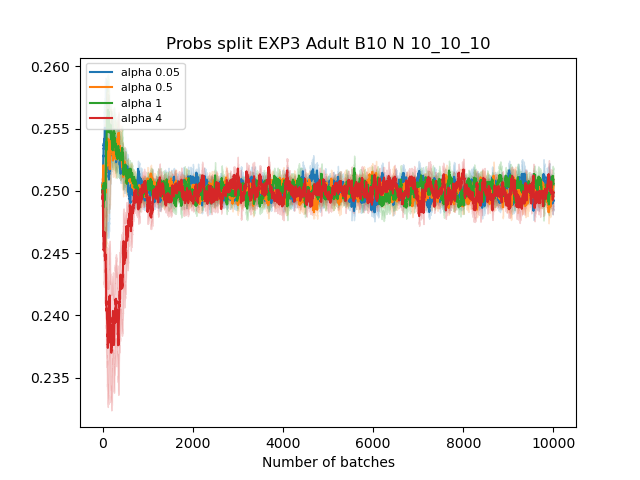 Probs split EXP3 Adult B10 N 10_10_10
0.260
0.255
0.250
0.245
0.240
0.235
alpha 0.05
alpha 0.5
alpha 1
alpha 4
0 2000 4000 6000 8000 10000
Number of batches